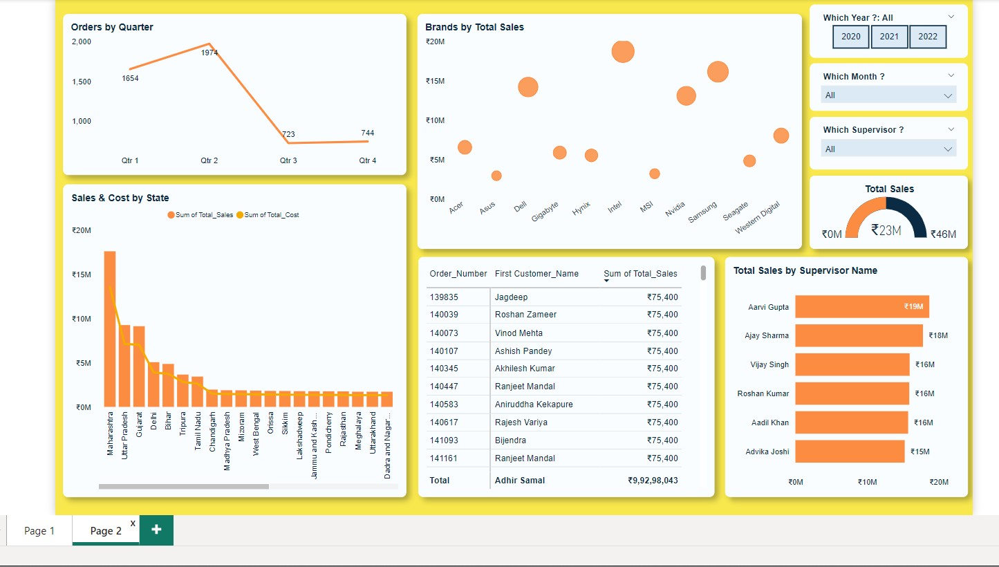 Orders by Quarter
2,000
1,500
1,000
1654
1974
723
744
Qtr 1 Qtr 2 Qtr 3 Qtr 4
Brands by Total Sales
₹20M
₹15M
₹10M
₹5M
₹0M
Acer Asus Dell Gigabyte Hynix Intel MSI Nvidia Samsung Seagate Western Digital
Which Year ?: All
2020 2021 2022
Which Month ?
All
Which Supervisor ?
All
Total Sales
₹0M ₹23M ₹46M
Sales & Cost by State
Sum of Total_Sales Sum of Total_Cost
₹20M
₹15M
₹10M
₹5M
₹0M
Maharashtra
Uttar Pradesh
Gujarat
Delhi
Bihar
Tripura
Tamil Nadu
Chandigarh
Madhya Pradesh
Mizoram
West Bengal
Orissa
Sikkim
Lakshadweep
Jammu and Kash...
Pondicheny
Rajasthan
Meghalaya
Uttarakhand
Dadra and Nagar...
Order_Number First Customer_Name Sum of Total_Sales
139835 Jagdeep ₹75,400
140039 Roshan Zameer ₹75,400
140073 Vinod Mehta ₹75,400
140107 Ashish Pandey ₹75,400
140345 Akhilesh Kumar ₹75,400
140447 Ranjeet Mandal ₹75,400
140583 Aniruddha Kekapure ₹75,400
140617 Rajesh Variya ₹75,400
141093 Bijendra ₹75,400
141161 Ranjeet Mandal ₹75,400
Total Adhir Samal ₹9,92,98,043
Total Sales by Supervisor Name
Aarvi Gupta ₹19M
Ajay Sharma ₹18M
Vijay Singh ₹16M
Roshan Kumar ₹16M
Aadil Khan ₹16M
Advika Joshi ₹15M
₹0M ₹10M ₹20M
Page 1 Page 2 x +